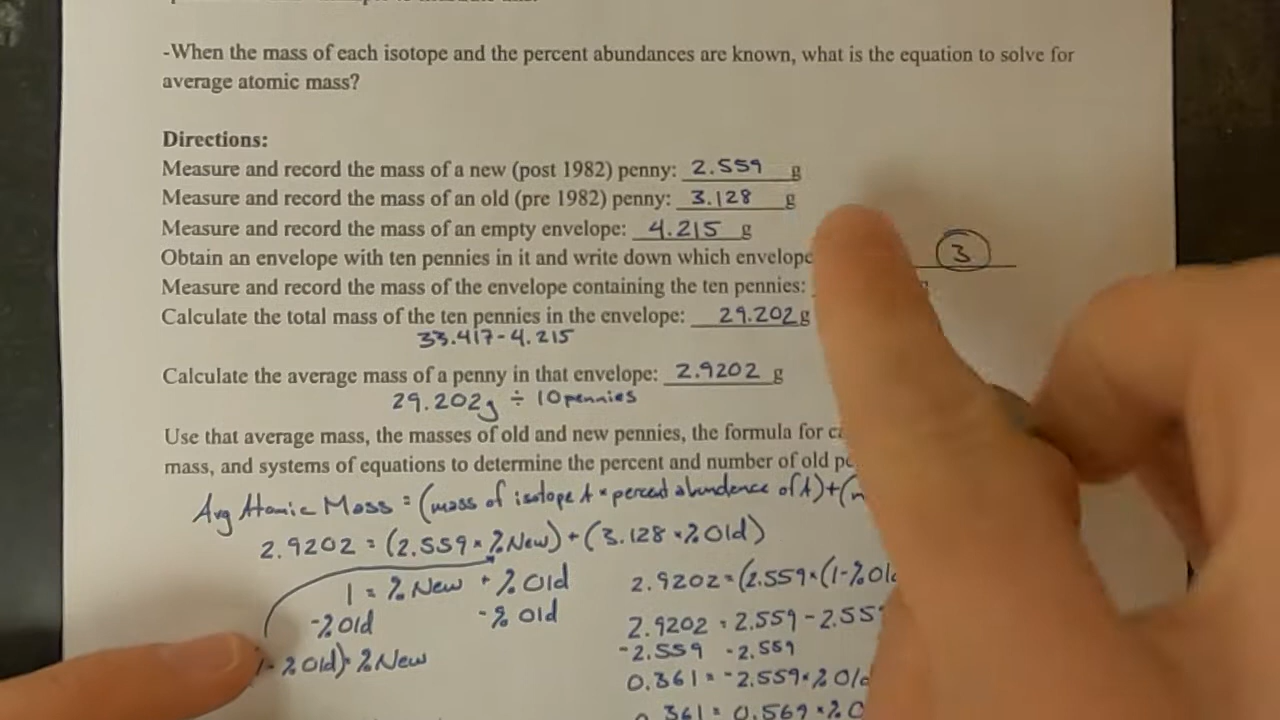 -When the mass of each isotope and the percent abundances are known, what is the equation to solve for
average atomic mass?
Directions:
Measure and record the mass of a new (post 1982) penny: 2.559 g
Measure and record the mass of an old (pre 1982) penny: 3.128 g
Measure and record the mass of an empty envelope: 4.215 g
Obtain an envelope with ten pennies in it and write down which envelope 3
Measure and record the mass of the envelope containing the ten pennies:
Calculate the total mass of the ten pennies in the envelope: 29.202g
33.417-4.215
Calculate the average mass of a penny in that envelope: 2.9202 g
29.202g ÷ 10 pennies
Use that average mass, the masses of old and new pennies, the formula for
mass, and systems of equations to determine the percent and number of old
Avg Atomic Mass = (mass of isotope A × percent abundance of A)+(
2.9202 = (2.559 × % New) + (3.128 × % Old)
1 = % New + % Old
-% Old -% Old
- % Old) = % New
2.9202 = (2.559×(1-% Old
2.9202 = 2.559 - 2.55
-2.559 -2.559
0.361 = -2.559×% Old
.361 = 0.569 × % O